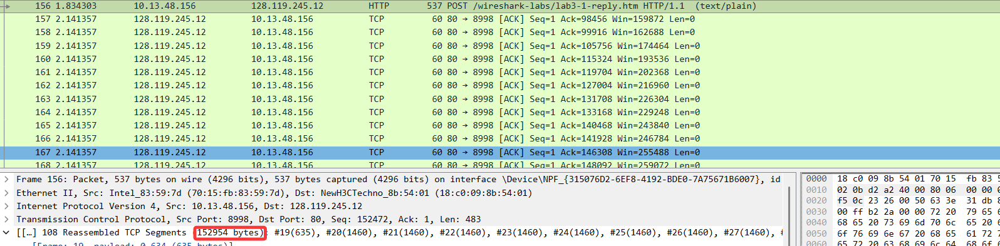 156 1.834303 10.13.48.156 128.119.245.12 HTTP 537 POST /wireshark-labs/lab3-1-reply.htm HTTP/1.1 (text/plain)
157 2.141357 128.119.245.12 10.13.48.156 TCP 60 80 → 8998 [ACK] Seq=1 Ack=98456 Win=159872 Len=0
158 2.141357 128.119.245.12 10.13.48.156 TCP 60 80 → 8998 [ACK] Seq=1 Ack=99916 Win=162688 Len=0
159 2.141357 128.119.245.12 10.13.48.156 TCP 60 80 → 8998 [ACK] Seq=1 Ack=105756 Win=174464 Len=0
160 2.141357 128.119.245.12 10.13.48.156 TCP 60 80 → 8998 [ACK] Seq=1 Ack=115324 Win=193536 Len=0
161 2.141357 128.119.245.12 10.13.48.156 TCP 60 80 → 8998 [ACK] Seq=1 Ack=119704 Win=202368 Len=0
162 2.141357 128.119.245.12 10.13.48.156 TCP 60 80 → 8998 [ACK] Seq=1 Ack=127004 Win=216960 Len=0
163 2.141357 128.119.245.12 10.13.48.156 TCP 60 80 → 8998 [ACK] Seq=1 Ack=131708 Win=226304 Len=0
164 2.141357 128.119.245.12 10.13.48.156 TCP 60 80 → 8998 [ACK] Seq=1 Ack=133168 Win=229248 Len=0
165 2.141357 128.119.245.12 10.13.48.156 TCP 60 80 → 8998 [ACK] Seq=1 Ack=140468 Win=243840 Len=0
166 2.141357 128.119.245.12 10.13.48.156 TCP 60 80 → 8998 [ACK] Seq=1 Ack=141928 Win=246784 Len=0
167 2.141357 128.119.245.12 10.13.48.156 TCP 60 80 → 8998 [ACK] Seq=1 Ack=146308 Win=255488 Len=0
168 2.141357 128.119.245.12 10.13.48.156 TCP 60 80 → 8998 [ACK] Seq=1 Ack=148092 Win=259072 Len=0
Frame 156: Packet, 537 bytes on wire (4296 bits), 537 bytes captured (4296 bits) on interface \Device\NPF_{315076D2-6EF8-4192-BDE0-7A75671B6007}, id
Ethernet II, Src: Intel_83:59:7d (70:15:fb:83:59:7d), Dst: NewH3CTechno_8b:54:01 (18:c0:09:8b:54:01)
Internet Protocol Version 4, Src: 10.13.48.156, Dst: 128.119.245.12
Transmission Control Protocol, Src Port: 8998, Dst Port: 80, Seq: 152472, Ack: 1, Len: 483
[[…] 108 Reassembled TCP Segments (152954 bytes): #19(635), #20(1460), #21(1460), #22(1460), #23(1460), #24(1460), #25(1460), #26(1460), #27(1460),
[Frame: 19, payload: 0-634 (635 bytes)]
0000 18 c0 09 8b 54 01 70 15 fb 83 5
0010 02 0b d2 a2 40 00 80 06 00 00 0
0020 f5 0c 23 26 00 50 63 3e 31 db 8
0030 00 ff b2 2a 00 00 72 20 79 65 6
0040 68 65 20 73 69 6d 70 6c 65 20 6
0050 6f 76 69 6e 67 20 68 65 61 72 7
0060 65 72 20 63 68 69 6c 64 68 6f 6